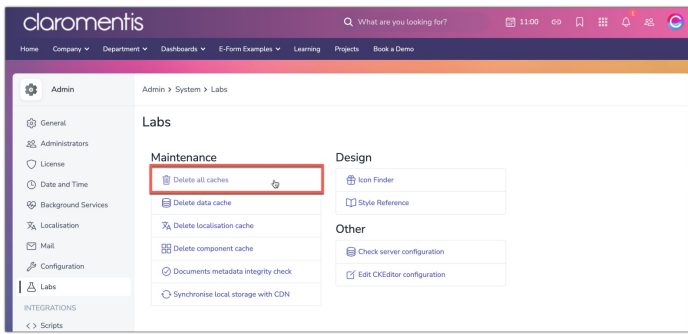 claromentis
What are you looking for?
11:00
1
Home Company Department Dashboards E-Form Examples Learning Projects Book a Demo
Admin
Admin > System > Labs
General
Administrators
License
Date and Time
Background Services
Localisation
Mail
Configuration
Labs
INTEGRATIONS
Scripts
Labs
Maintenance
Delete all caches
Delete data cache
Delete localisation cache
Delete component cache
Documents metadata integrity check
Synchronise local storage with CDN
Design
Icon Finder
Style Reference
Other
Check server configuration
Edit CKEditor configuration